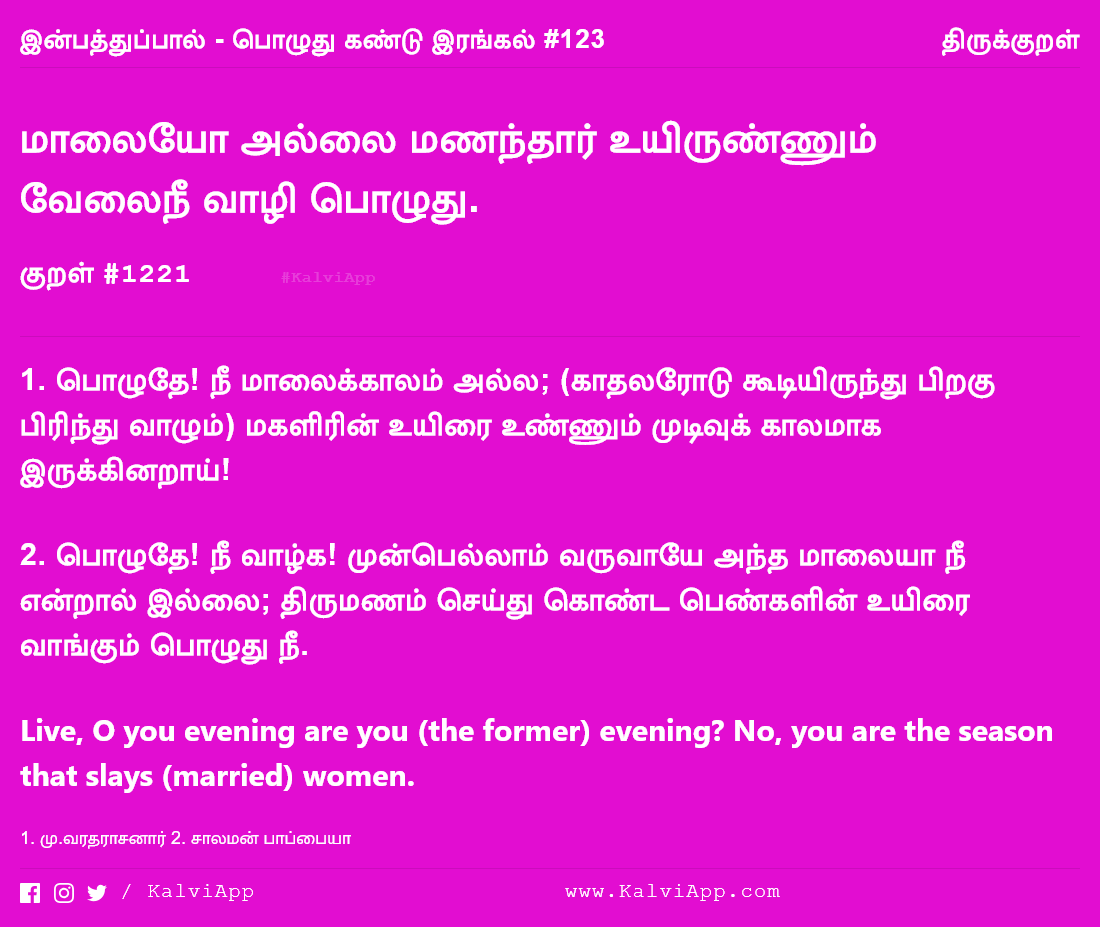 இன்பத்துப்பால் - பொழுது கண்டு இரங்கல் #123 திருக்குறள்
மாலையோ அல்லை மணந்தார் உயிருண்ணும்
வேலைநீ வாழி பொழுது.
குறள் #1221 #KalviApp
1. பொழுதே! நீ மாலைக்காலம் அல்ல; (காதலரோடு கூடியிருந்து பிறகு
பிரிந்து வாழும்) மகளிரின் உயிரை உண்ணும் முடிவுக் காலமாக
இருக்கினறாய்!
2. பொழுதே! நீ வாழ்க! முன்பெல்லாம் வருவாயே அந்த மாலையா நீ
என்றால் இல்லை; திருமணம் செய்து கொண்ட பெண்களின் உயிரை
வாங்கும் பொழுது நீ.
Live, O you evening are you (the former) evening? No, you are the season
that slays (married) women.
1. மு.வரதராசனார் 2. சாலமன் பாப்பையா
/ KalviApp www.KalviApp.com